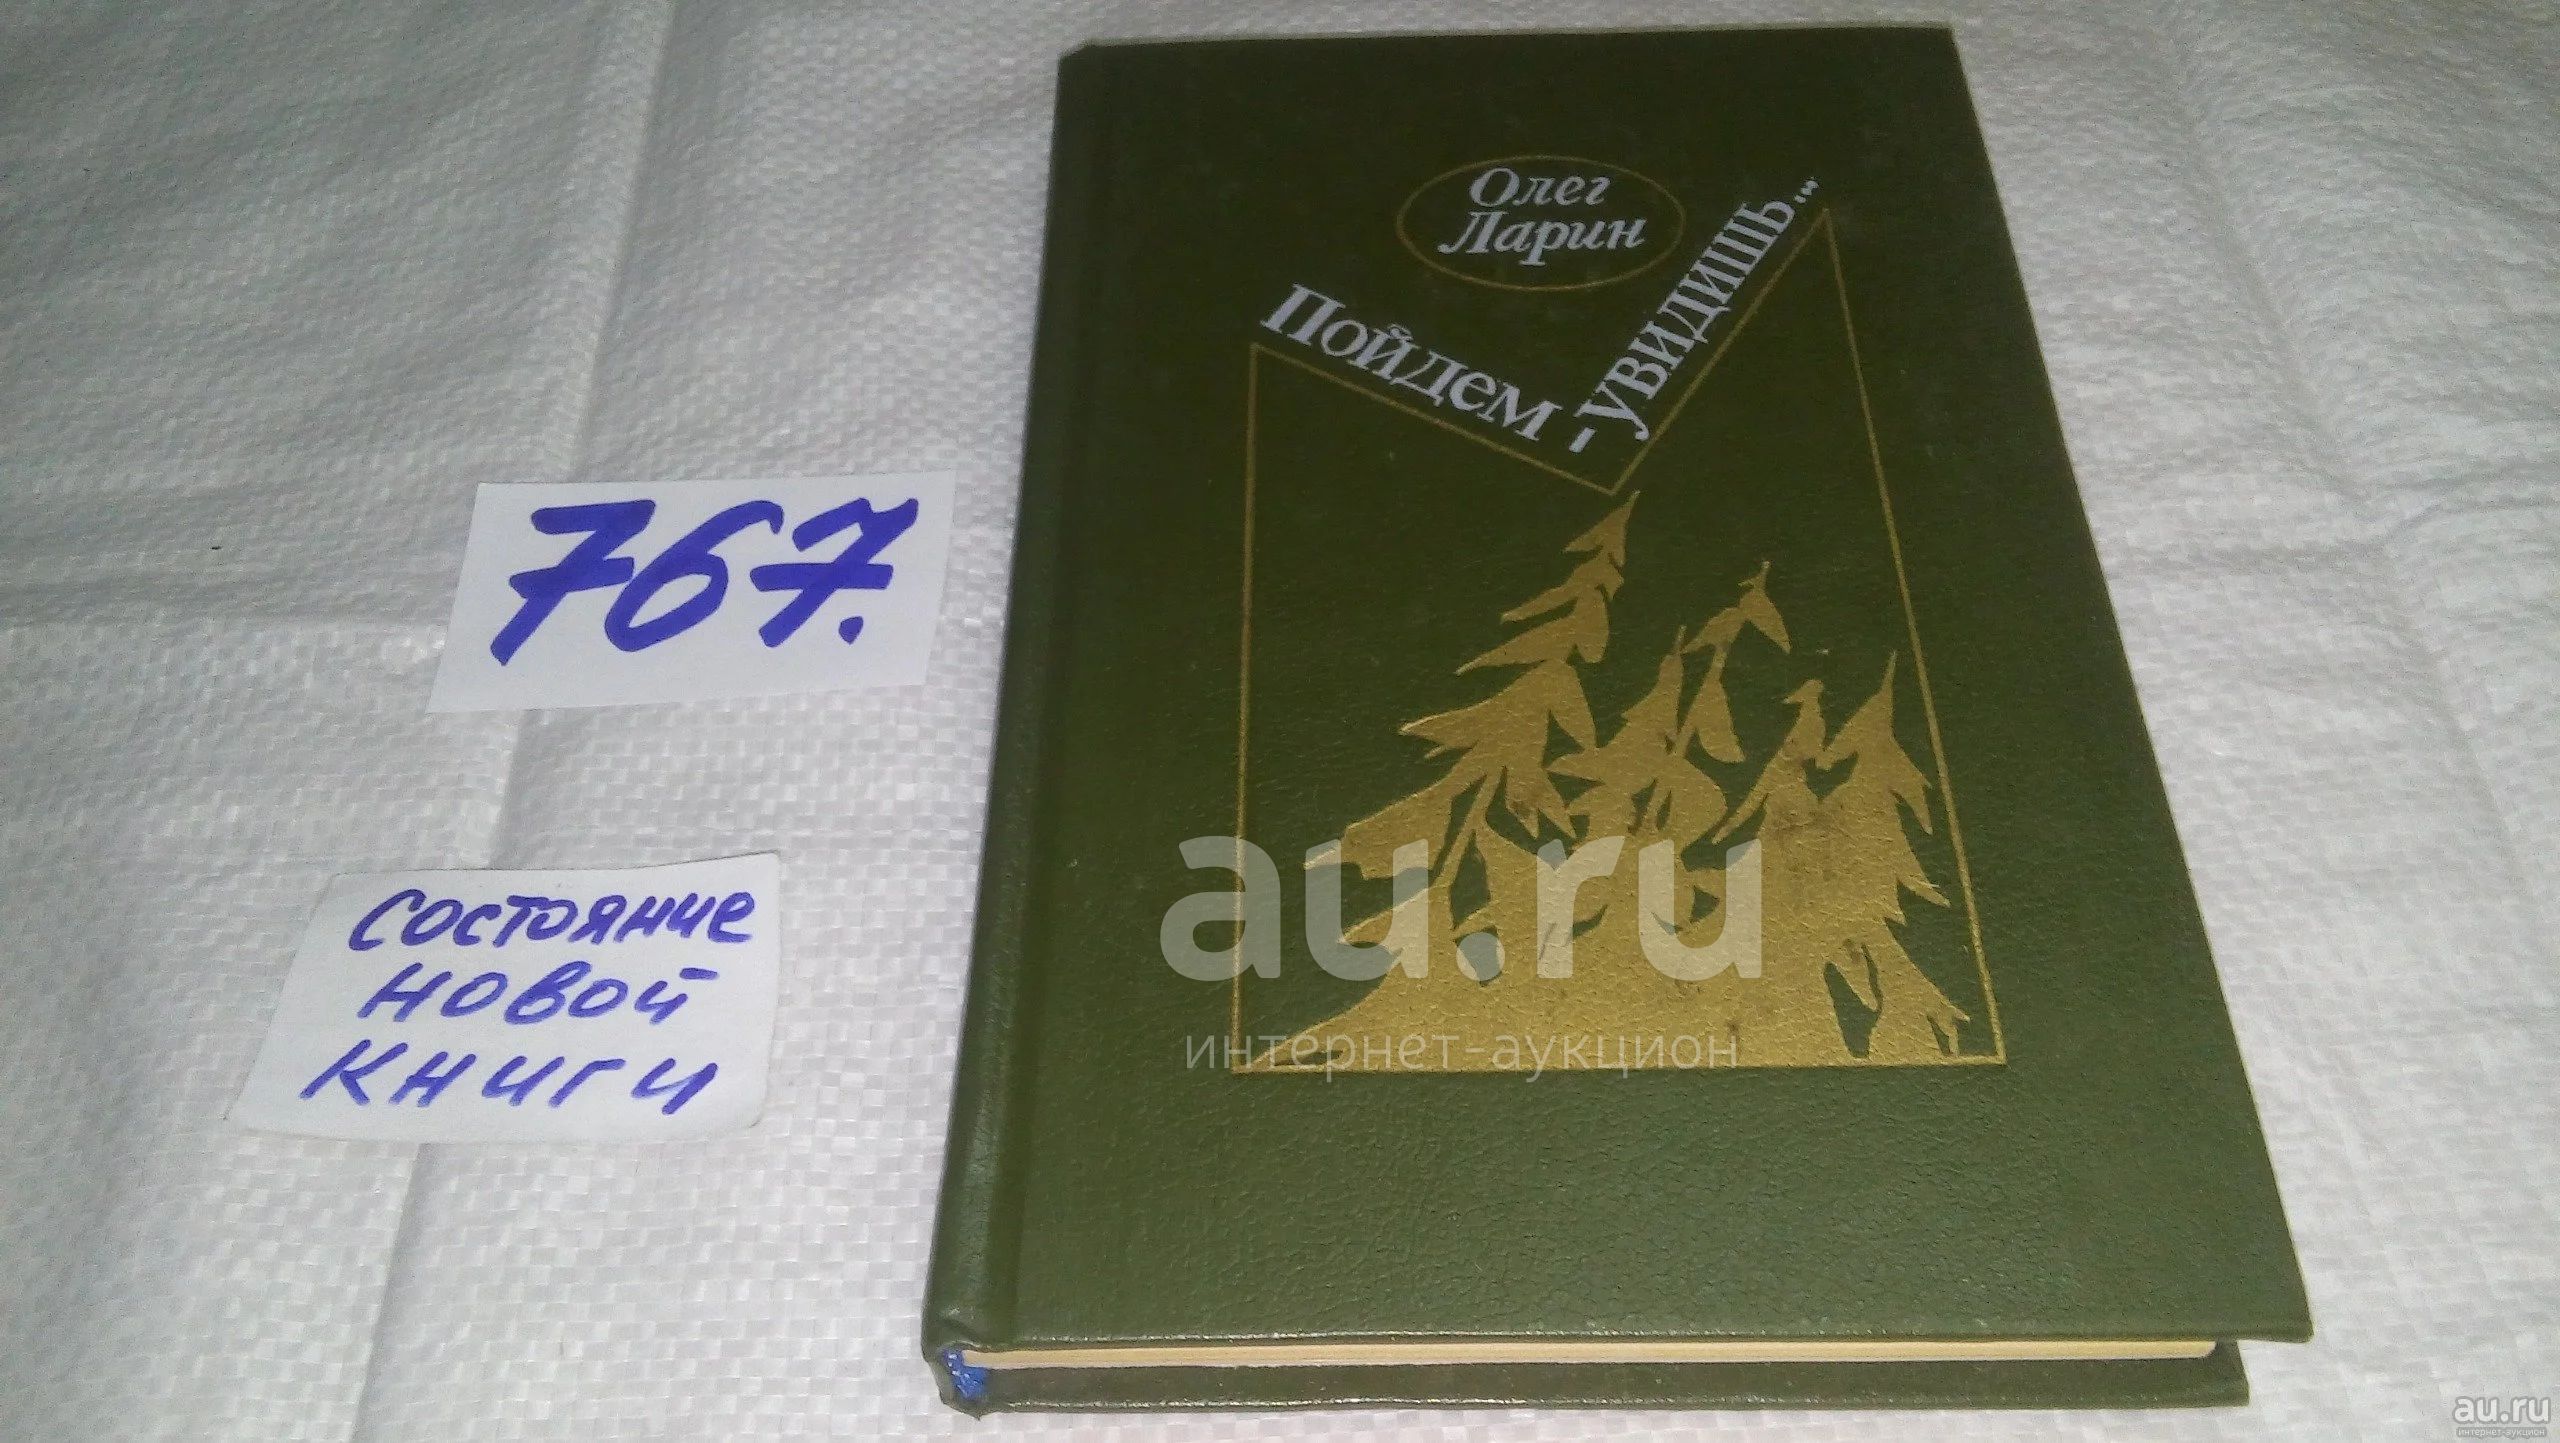 Олег
Ларин
Пойдем - увидишь...
767.
состояние
новой
книги
au.ru
интернет-аукцион
au.ru
интернет-аукцион